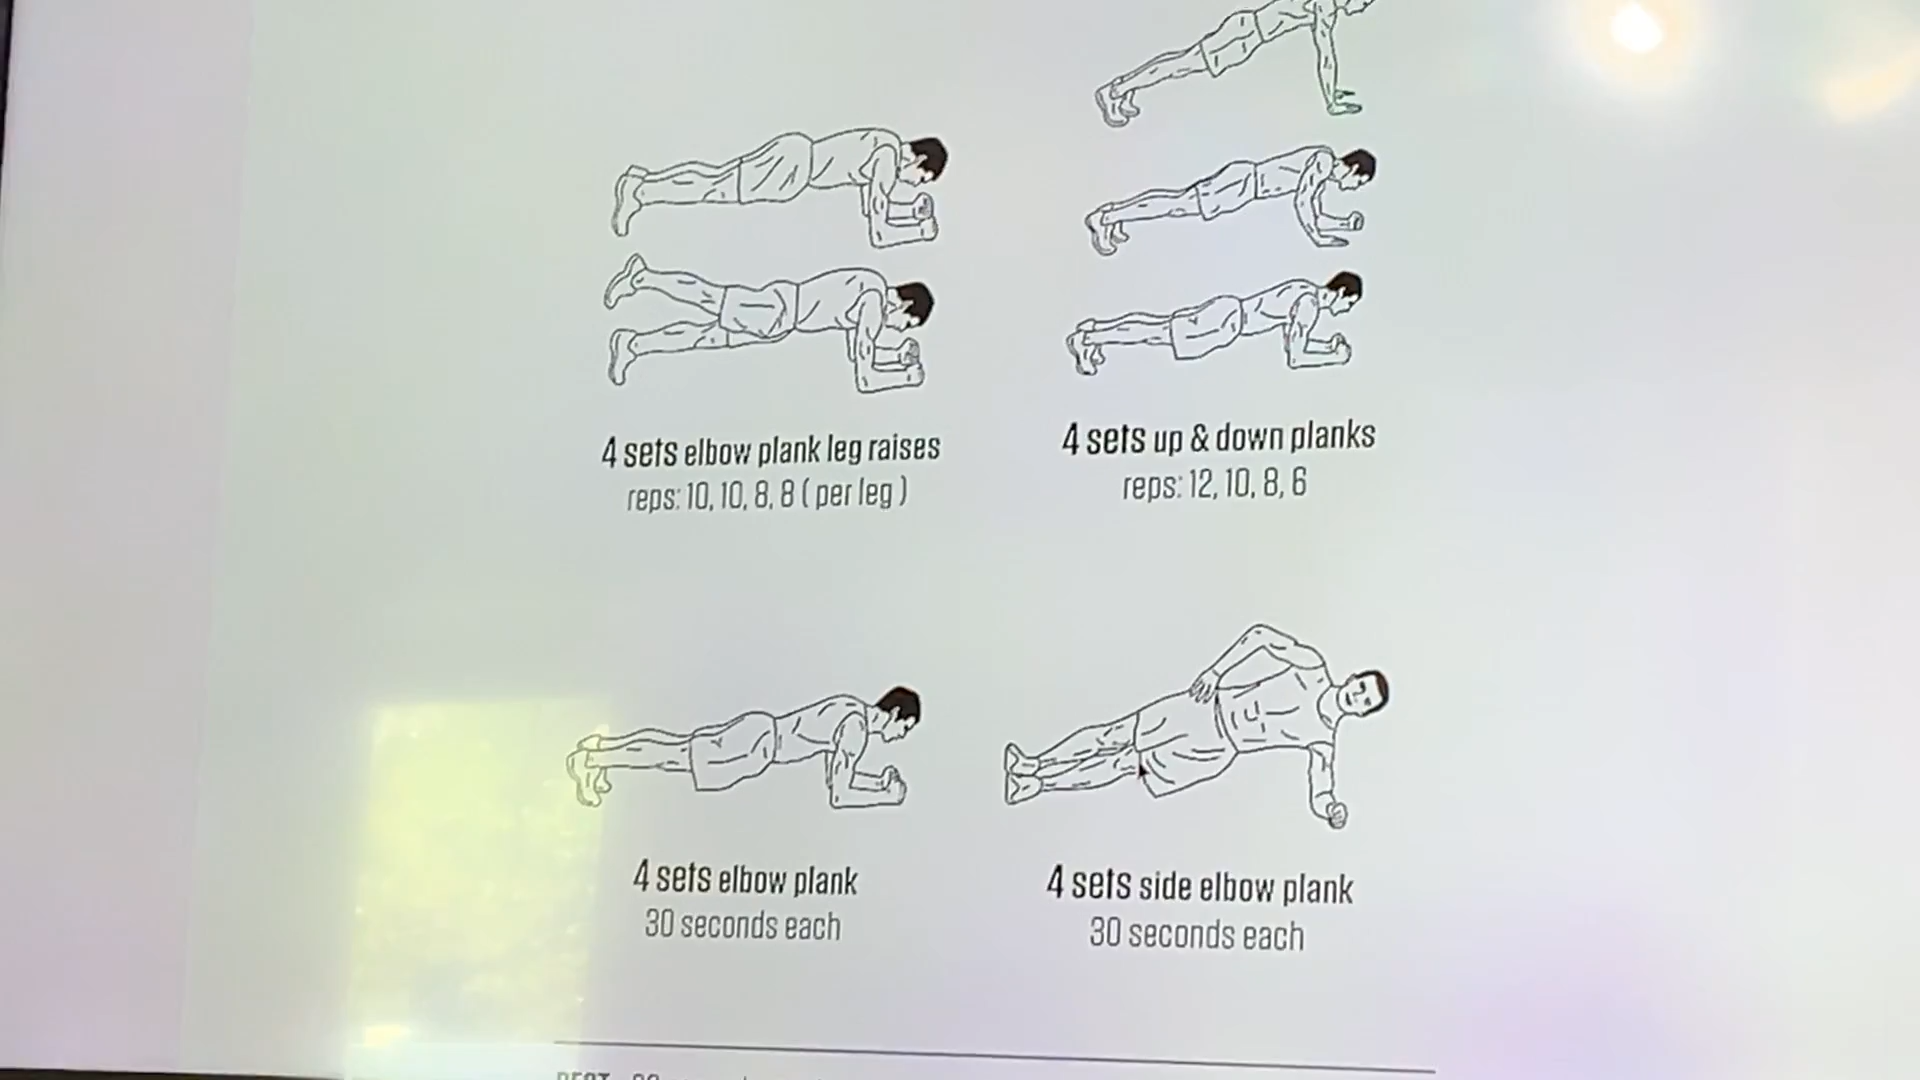 4 sets elbow plank leg raises
reps: 10, 10, 8, 8 ( per leg )
4 sets up & down planks
reps: 12, 10, 8, 6
4 sets elbow plank
30 seconds each
4 sets side elbow plank
30 seconds each